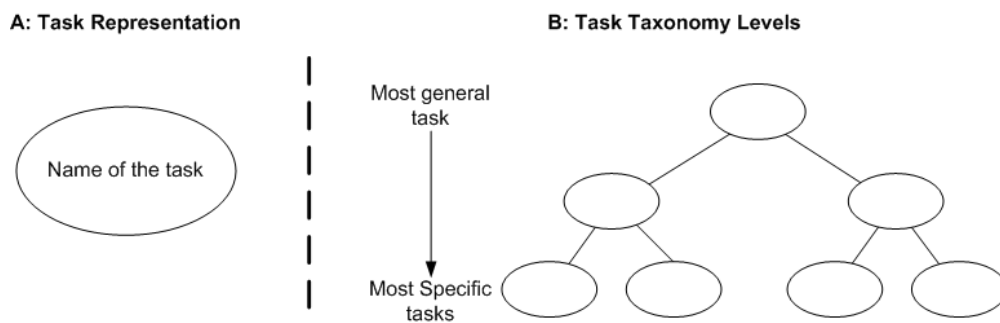 A: Task Representation
B: Task Taxonomy Levels
Name of the task
Most general
task
Most Specific
tasks